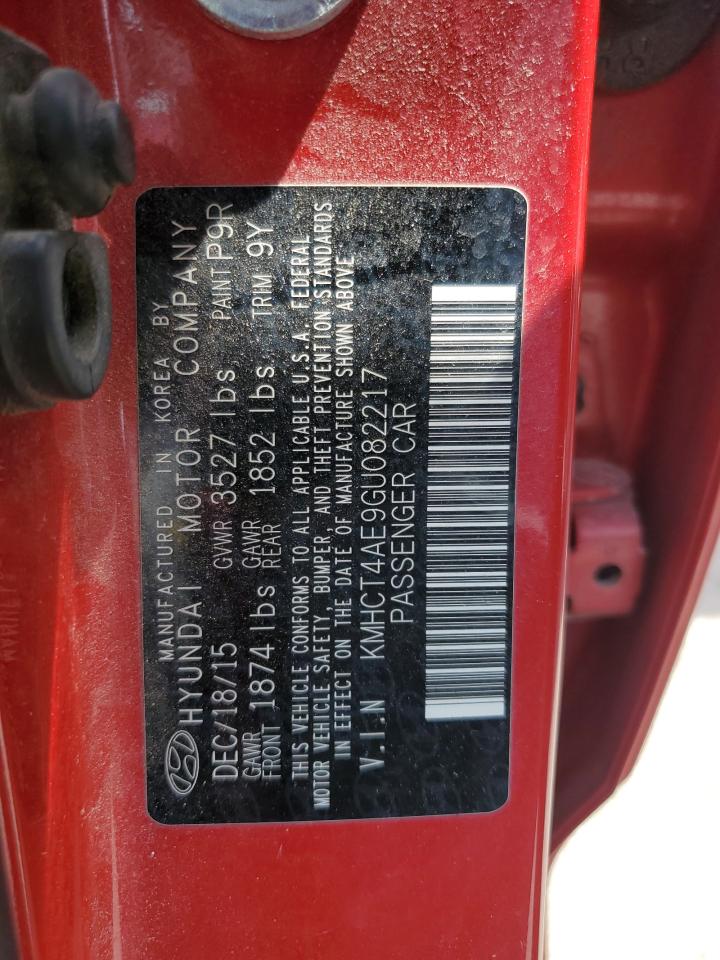 MANUFACTURED IN KOREA BY
HYUNDAI MOTOR COMPANY
DEC/18/15 GVWR 3527 lbs PAINT P9R
GAWR FRONT 1874 lbs GAWR REAR 1852 lbs TRIM 9Y
THIS VEHICLE CONFORMS TO ALL APPLICABLE U.S.A. FEDERAL
MOTOR VEHICLE SAFETY, BUMPER, AND THEFT PREVENTION STANDARDS
IN EFFECT ON THE DATE OF MANUFACTURE SHOWN ABOVE
V.I.N KMHCT4AE9GU082217
PASSENGER CAR